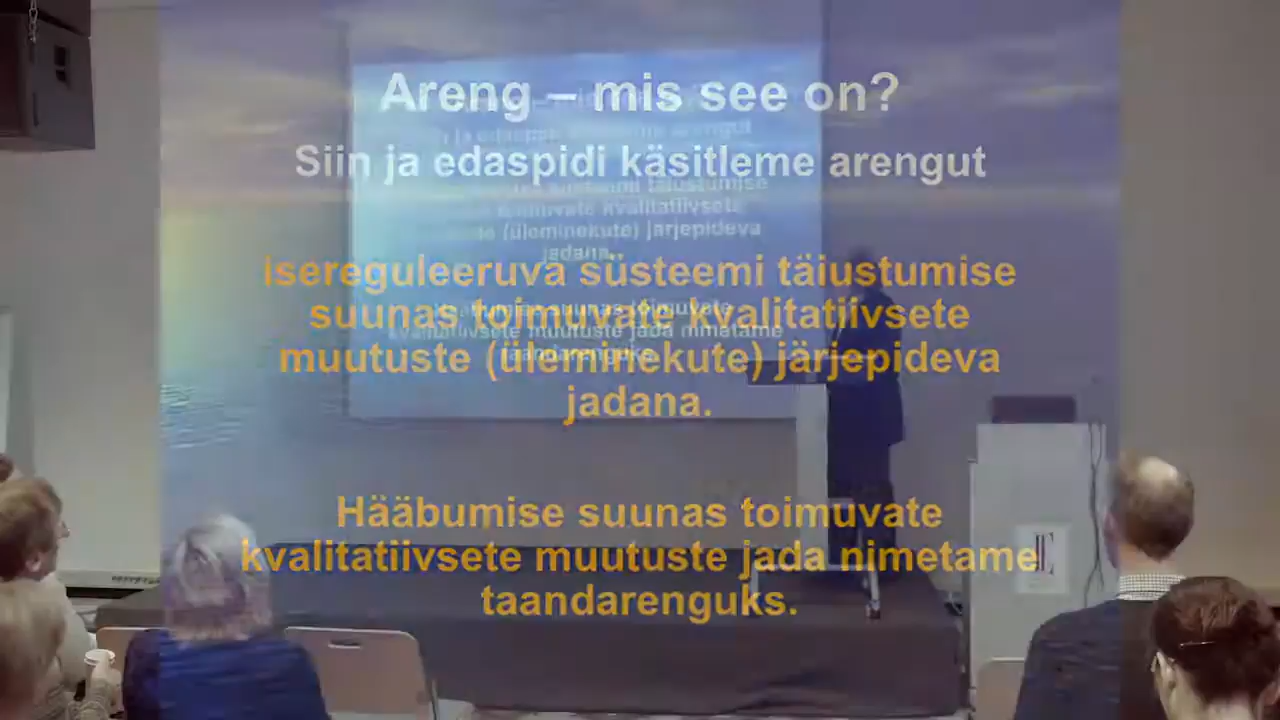 Areng – mis see on?
Siin ja edaspidi käsitleme arengut
isereguleeruva süsteemi täiustumise
suunas toimuvate kvalitatiivsete
muutuste (üleminekute) järjepideva
jadana.
Hääbumise suunas toimuvate
kvalitatiivsete muutuste jada nimetame
taandarenguks.